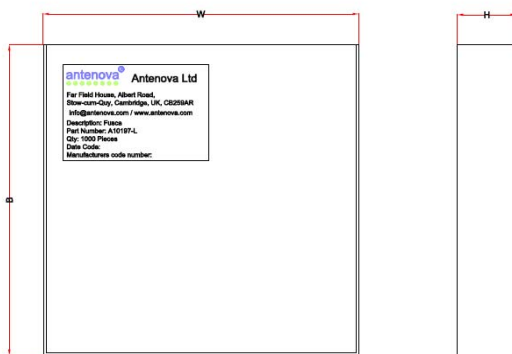 W
H
B
antenova® Antenova Ltd
Far Field House, Albert Road,
Stow-cum-Quy, Cambridge, UK, CB259AR
info@antenova.com / www.antenova.com
Description: Fusca
Part Number: A10197-L
Qty: 1000 Pieces
Date Code:
Manufacturers code number: